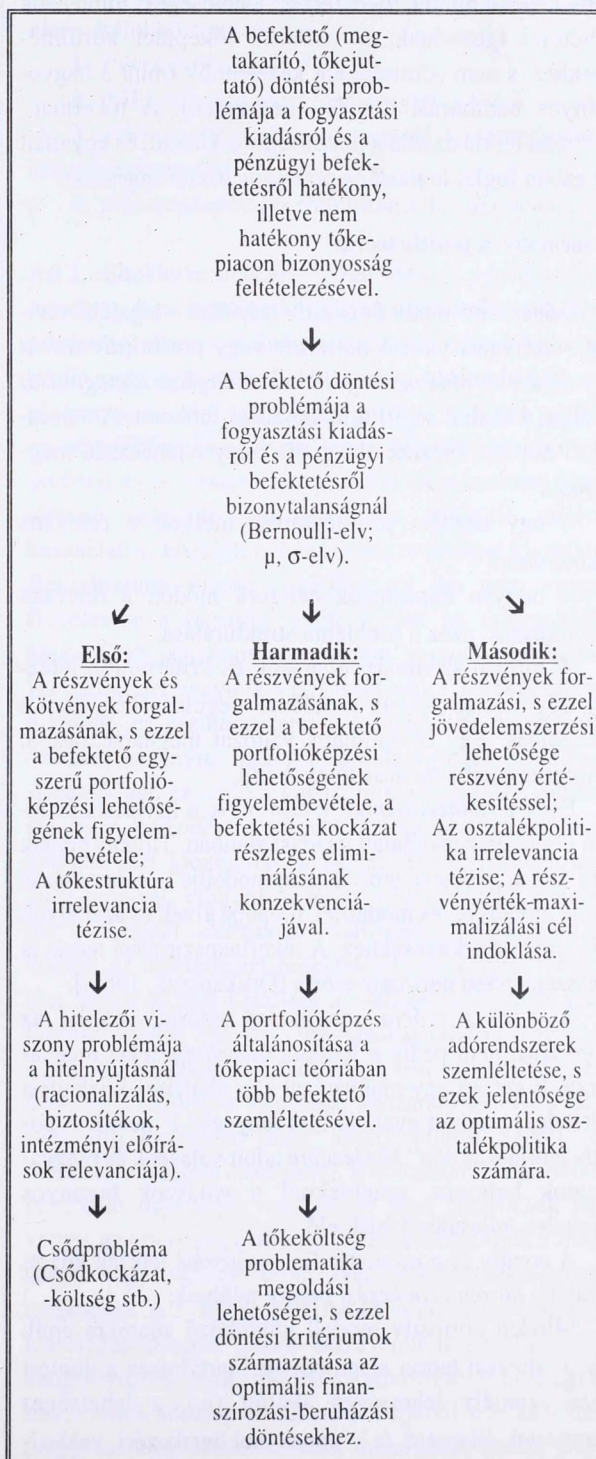 A befektető (meg-
takarító, tőkejut-
tató) döntési prob-
lémája a fogyasztási
kiadásról és a
pénzügyi befek-
tetésről hatékony,
illetve nem
hatékony tőke-
piacon bizonyosság
feltételezésével.
A befektető döntési
problémája a
fogyasztási kiadás-
ról és a pénzügyi
befektetésről
bizonytalanságnál
(Bernoulli-elv;
μ, σ-elv).
Első:
A részvények és
kötvények forgal-
mazásának, s ezzel
a befektető egy-
szerű portfolió-
képzési lehetősé-
gének figyelem-
bevétele;
A tőkestruktúra
irrelevancia
tézise.
A hitelezői vi-
szony problémája
a hitelnyújtásnál
(racionalizálás,
biztosítékok,
intézményi előírá-
sok relevanciája).
Csődprobléma
(Csődkockázat,
-költség stb.)
Harmadik:
A részvények for-
galmazásának, s
ezzel a befektető
portfolióképzési
lehetőségének
figyelembevétele, a
befektetési kockázat
részleges elimi-
nálásának
konzekvenciá-
jával.
A portfolióképzés
általánosítása a
tőkepiaci teóriában
több befektető
szemléltetésével.
A tőkeköltség
problematika
megoldási
lehetőségei, s ezzel
döntési kritériumok
származtatása az
optimális finan-
szírozási-beruházási
döntésekhez.
Második:
A részvények for-
galmazási, s ezzel
jövedelemszerzési
lehetősége
részvény érté-
kesítéssel;
Az osztalékpoliti-
ka irrelevancia
tézise; A rész-
vényérték-maxi-
malizálási cél
indoklása.
A különböző
adórendszerek
szemléltetése, s
ezek jelentősége
az optimális osz-
talékpolitika
számára.